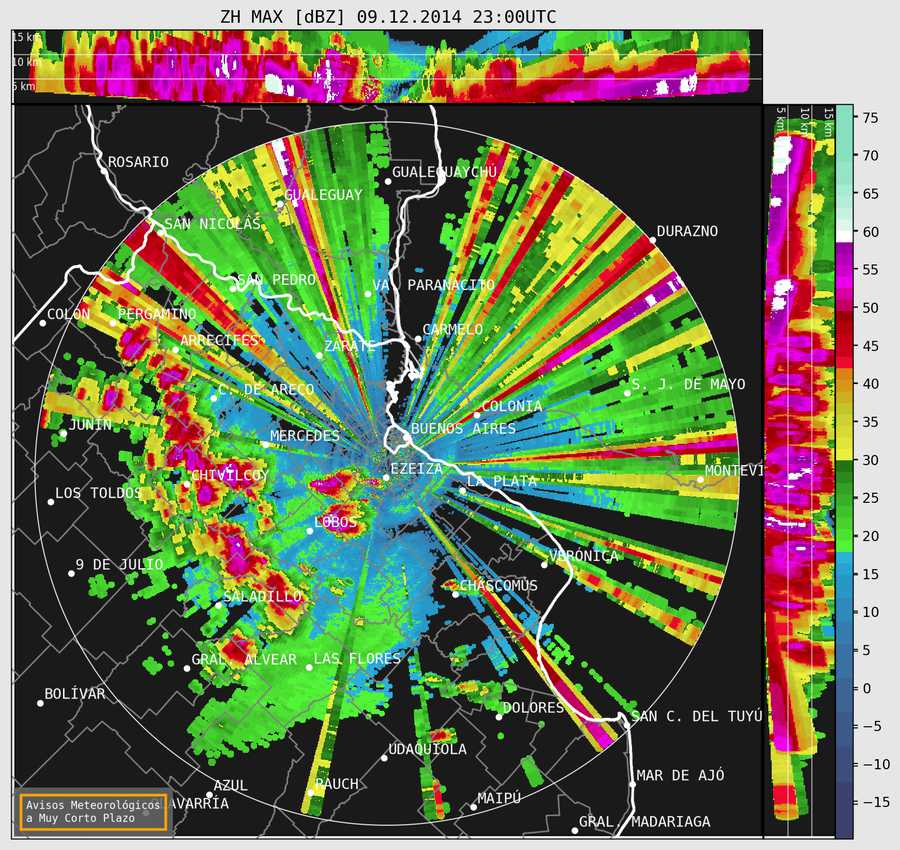 ZH MAX [dBZ] 09.12.2014 23:00UTC
15 km
10 km
5 km
5 km
10 km
15 km
75
70
65
60
55
50
45
40
35
30
25
20
15
10
5
0
−5
−10
−15
ROSARIO
GUALEGUAYCHÚ
GUALEGUAY
SAN NICOLÁS
DURAZNO
SAN PEDRO
VA. PARANACITO
COLÓN
PERGAMINO
CARMELO
ARRECIFES
ZÁRATE
C. DE ARECO
S. J. DE MAYO
COLONIA
JUNÍN
MERCEDES
BUENOS AIRES
CHIVILCOY
EZEIZA
MONTEVI
LA PLATA
LOS TOLDOS
LOBOS
VERÓNICA
9 DE JULIO
CHASCOMÚS
SALADILLO
GRAL. ALVEAR
LAS FLORES
BOLÍVAR
DOLORES
SAN C. DEL TUYÚ
UDAQUIOLA
MAR DE AJÓ
AZUL
RAUCH
MAIPÚ
AVARRÍA
GRAL. MADARIAGA
Avisos Meteorológicos
a Muy Corto Plazo